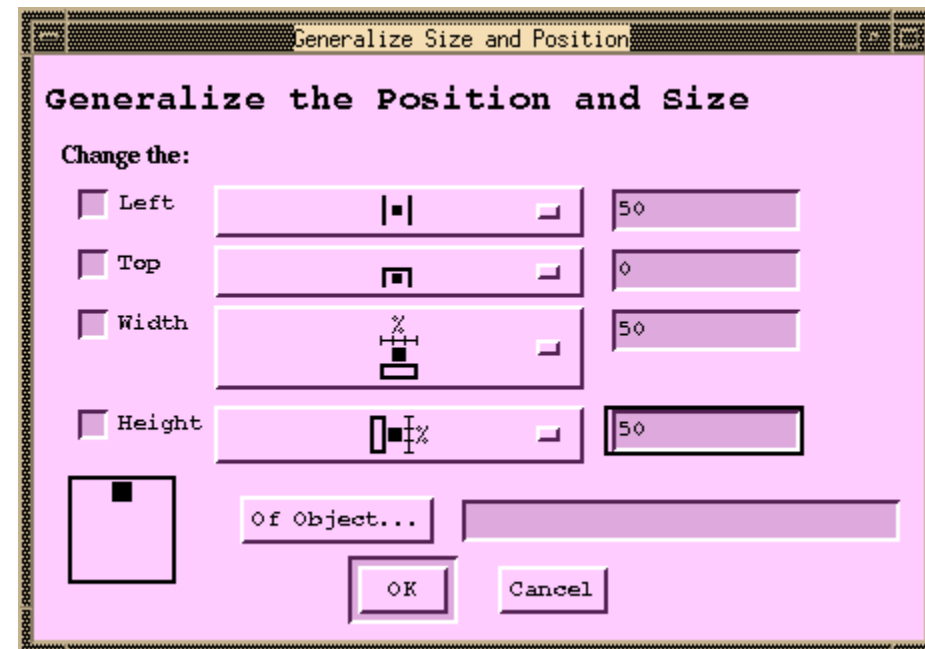 Generalize Size and Position
Generalize the Position and Size
Change the:
Left 50
Top 0
Width % 50
Height % 50
Of Object...
OK Cancel